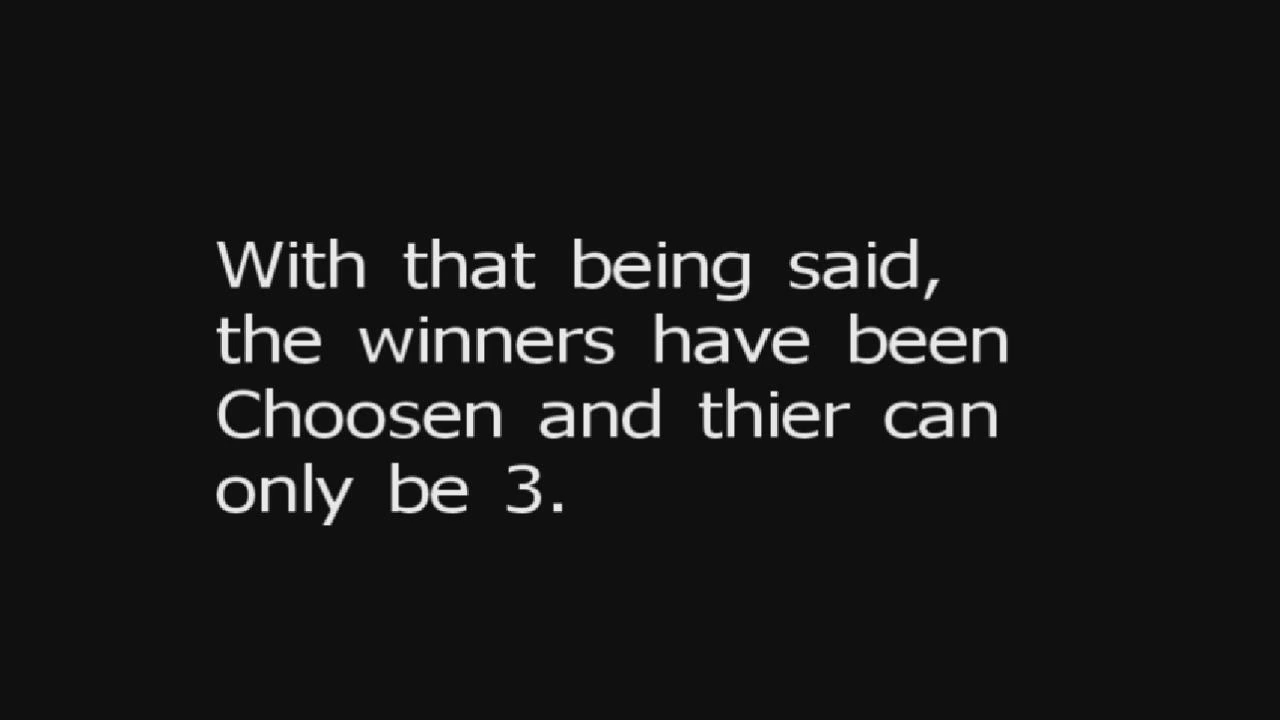 With that being said,
the winners have been
Choosen and thier can
only be 3.